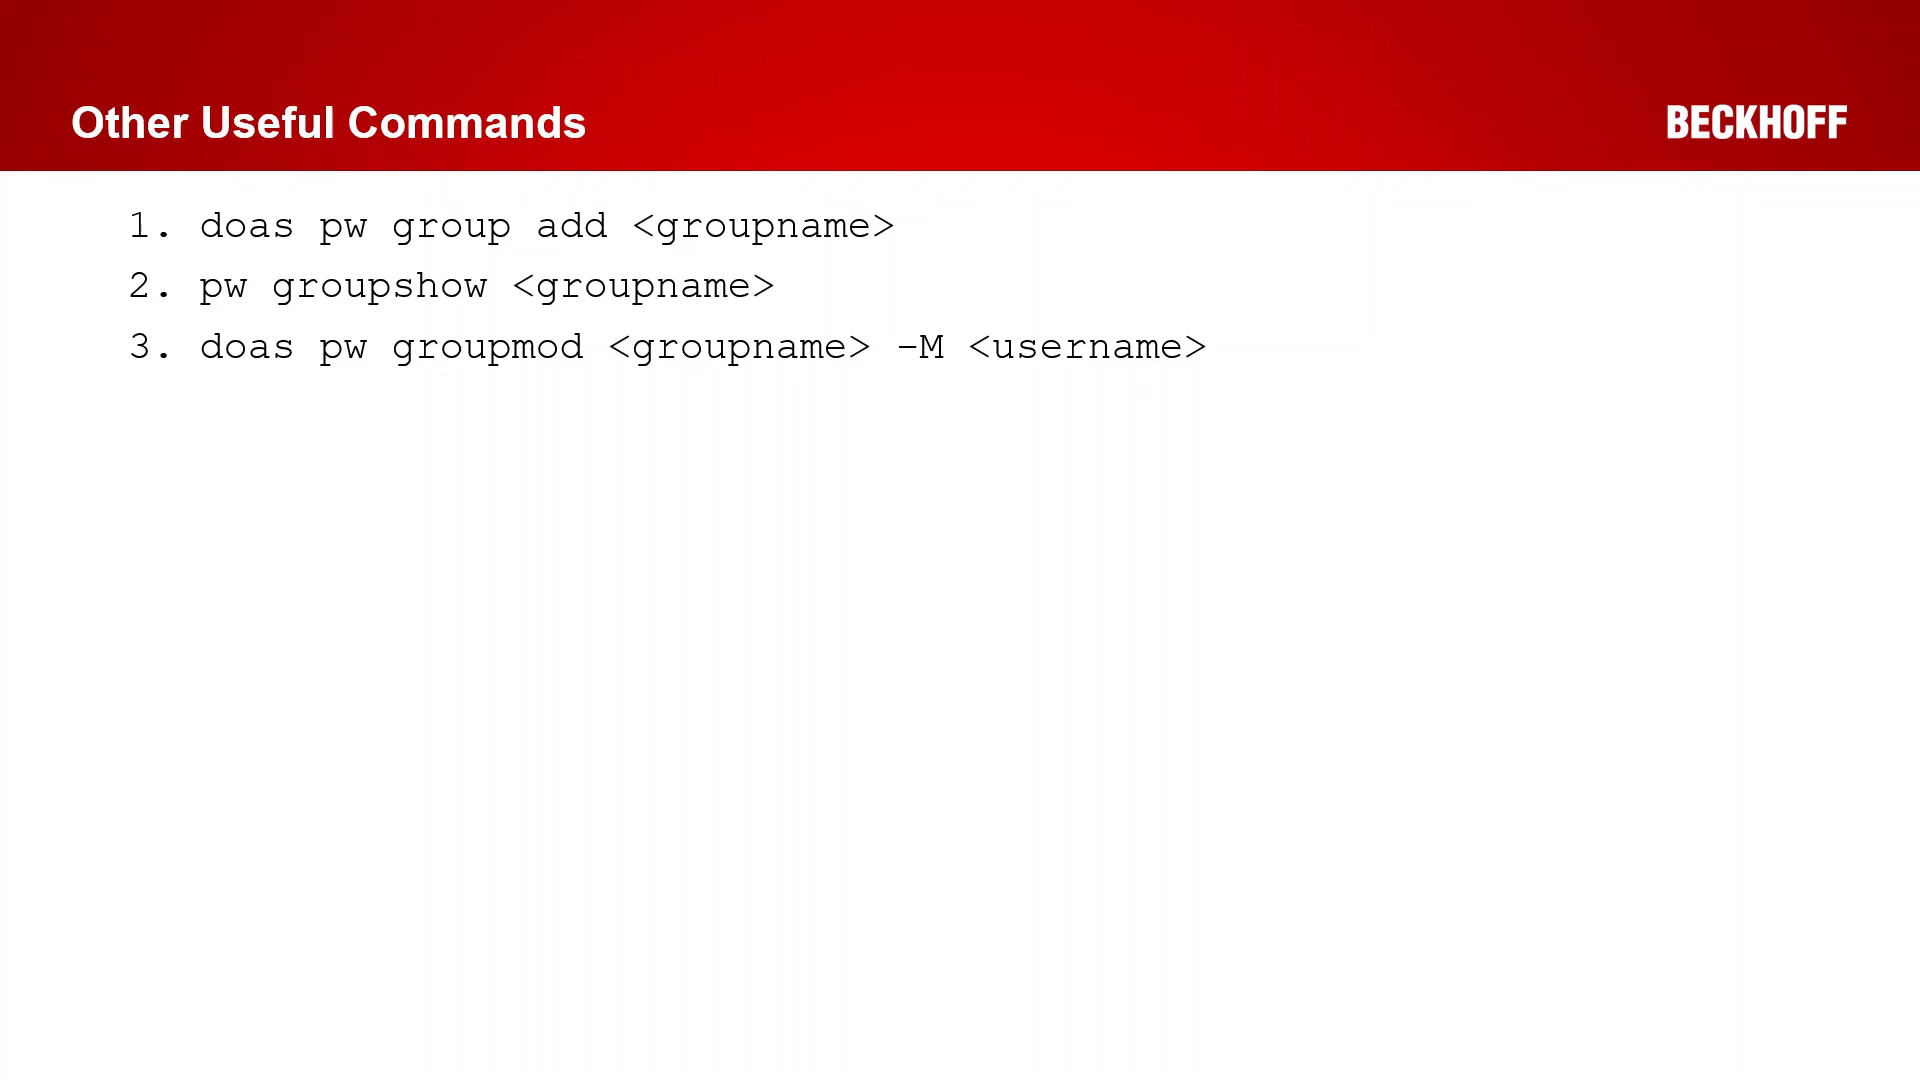 Other Useful Commands
BECKHOFF
1. doas pw group add <groupname>
2. pw groupshow <groupname>
3. doas pw groupmod <groupname> -M <username>